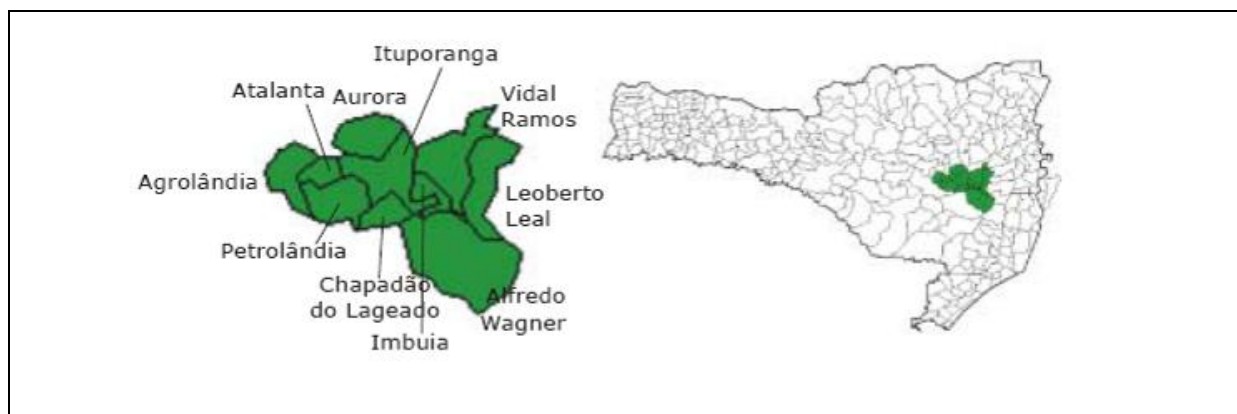 Ituporanga
Atalanta
Aurora
Vidal
Ramos
Agrolândia
Leoberto
Leal
Petrolândia
Chapadão
do Lageado
Alfredo
Wagner
Imbuia